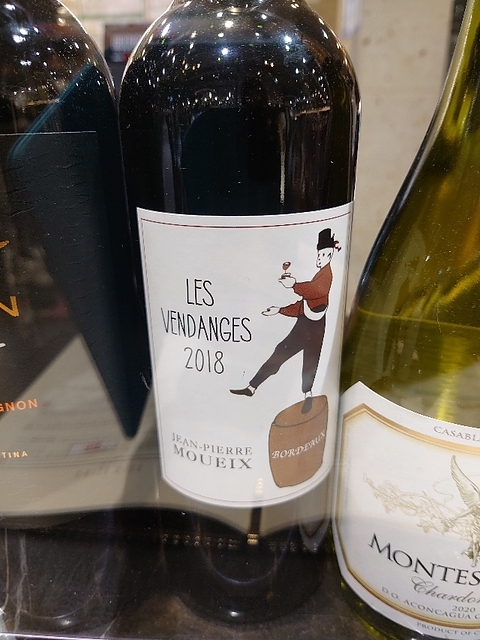 LES
VENDANGES
2018
JEAN-PIERRE
MOUEIX
BORDEAUX
N
GNON
TINA
CASABL
MONTES
Chardo
2020
D.O. ACONCAGUA
PRODUCT OF